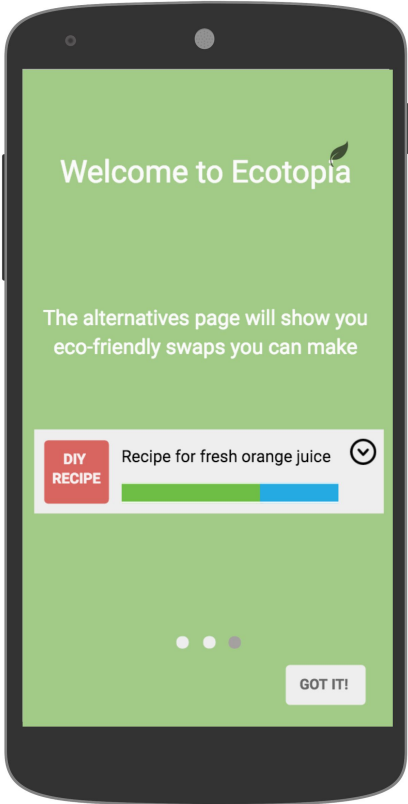 Welcome to Ecotopia
The alternatives page will show you
eco-friendly swaps you can make
DIY
RECIPE
Recipe for fresh orange juice
GOT IT!